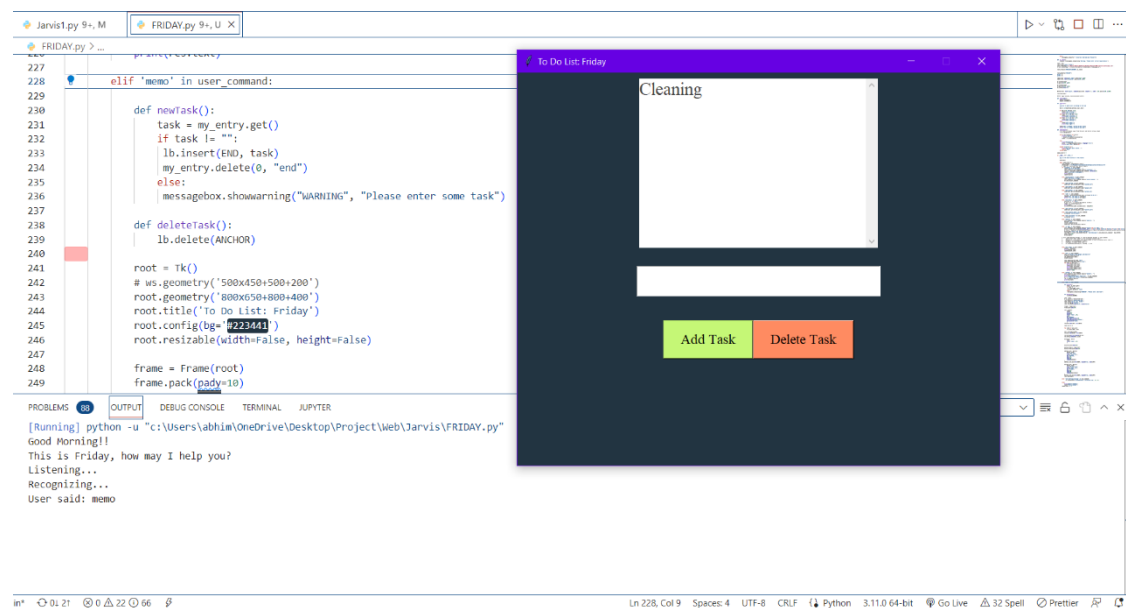 Jarvis1.py 9+, M
FRIDAY.py 9+, U
FRIDAY.py > ...
227
228 elif 'memo' in user_command:
229
230 def newTask():
231 task = my_entry.get()
232 if task != "":
233 lb.insert(END, task)
234 my_entry.delete(0, "end")
235 else:
236 messagebox.showwarning("WARNING", "Please enter some task")
237
238 def deleteTask():
239 lb.delete(ANCHOR)
240
241 root = Tk()
242 # ws.geometry('500x450+500+200')
243 root.geometry('800x650+800+400')
244 root.title('To Do List: Friday')
245 root.config(bg='#223441')
246 root.resizable(width=False, height=False)
247
248 frame = Frame(root)
249 frame.pack(pady=10)
To Do List: Friday
Cleaning
Add Task
Delete Task
PROBLEMS 88 OUTPUT DEBUG CONSOLE TERMINAL JUPYTER
[Running] python -u "c:\Users\abhim\OneDrive\Desktop\Project\Web\Jarvis\FRIDAY.py"
Good Morning!!
This is Friday, how may I help you?
Listening...
Recognizing...
User said: memo
in* 0↓ 2↑ 0 22 66 Ln 228, Col 9 Spaces: 4 UTF-8 CRLF Python 3.11.0 64-bit Go Live 32 Spell Prettier